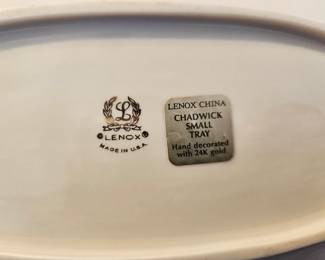 L
©LENOX®
MADE IN U.S.A.
LENOX CHINA
CHADWICK
SMALL
TRAY
Hand decorated
with 24K gold